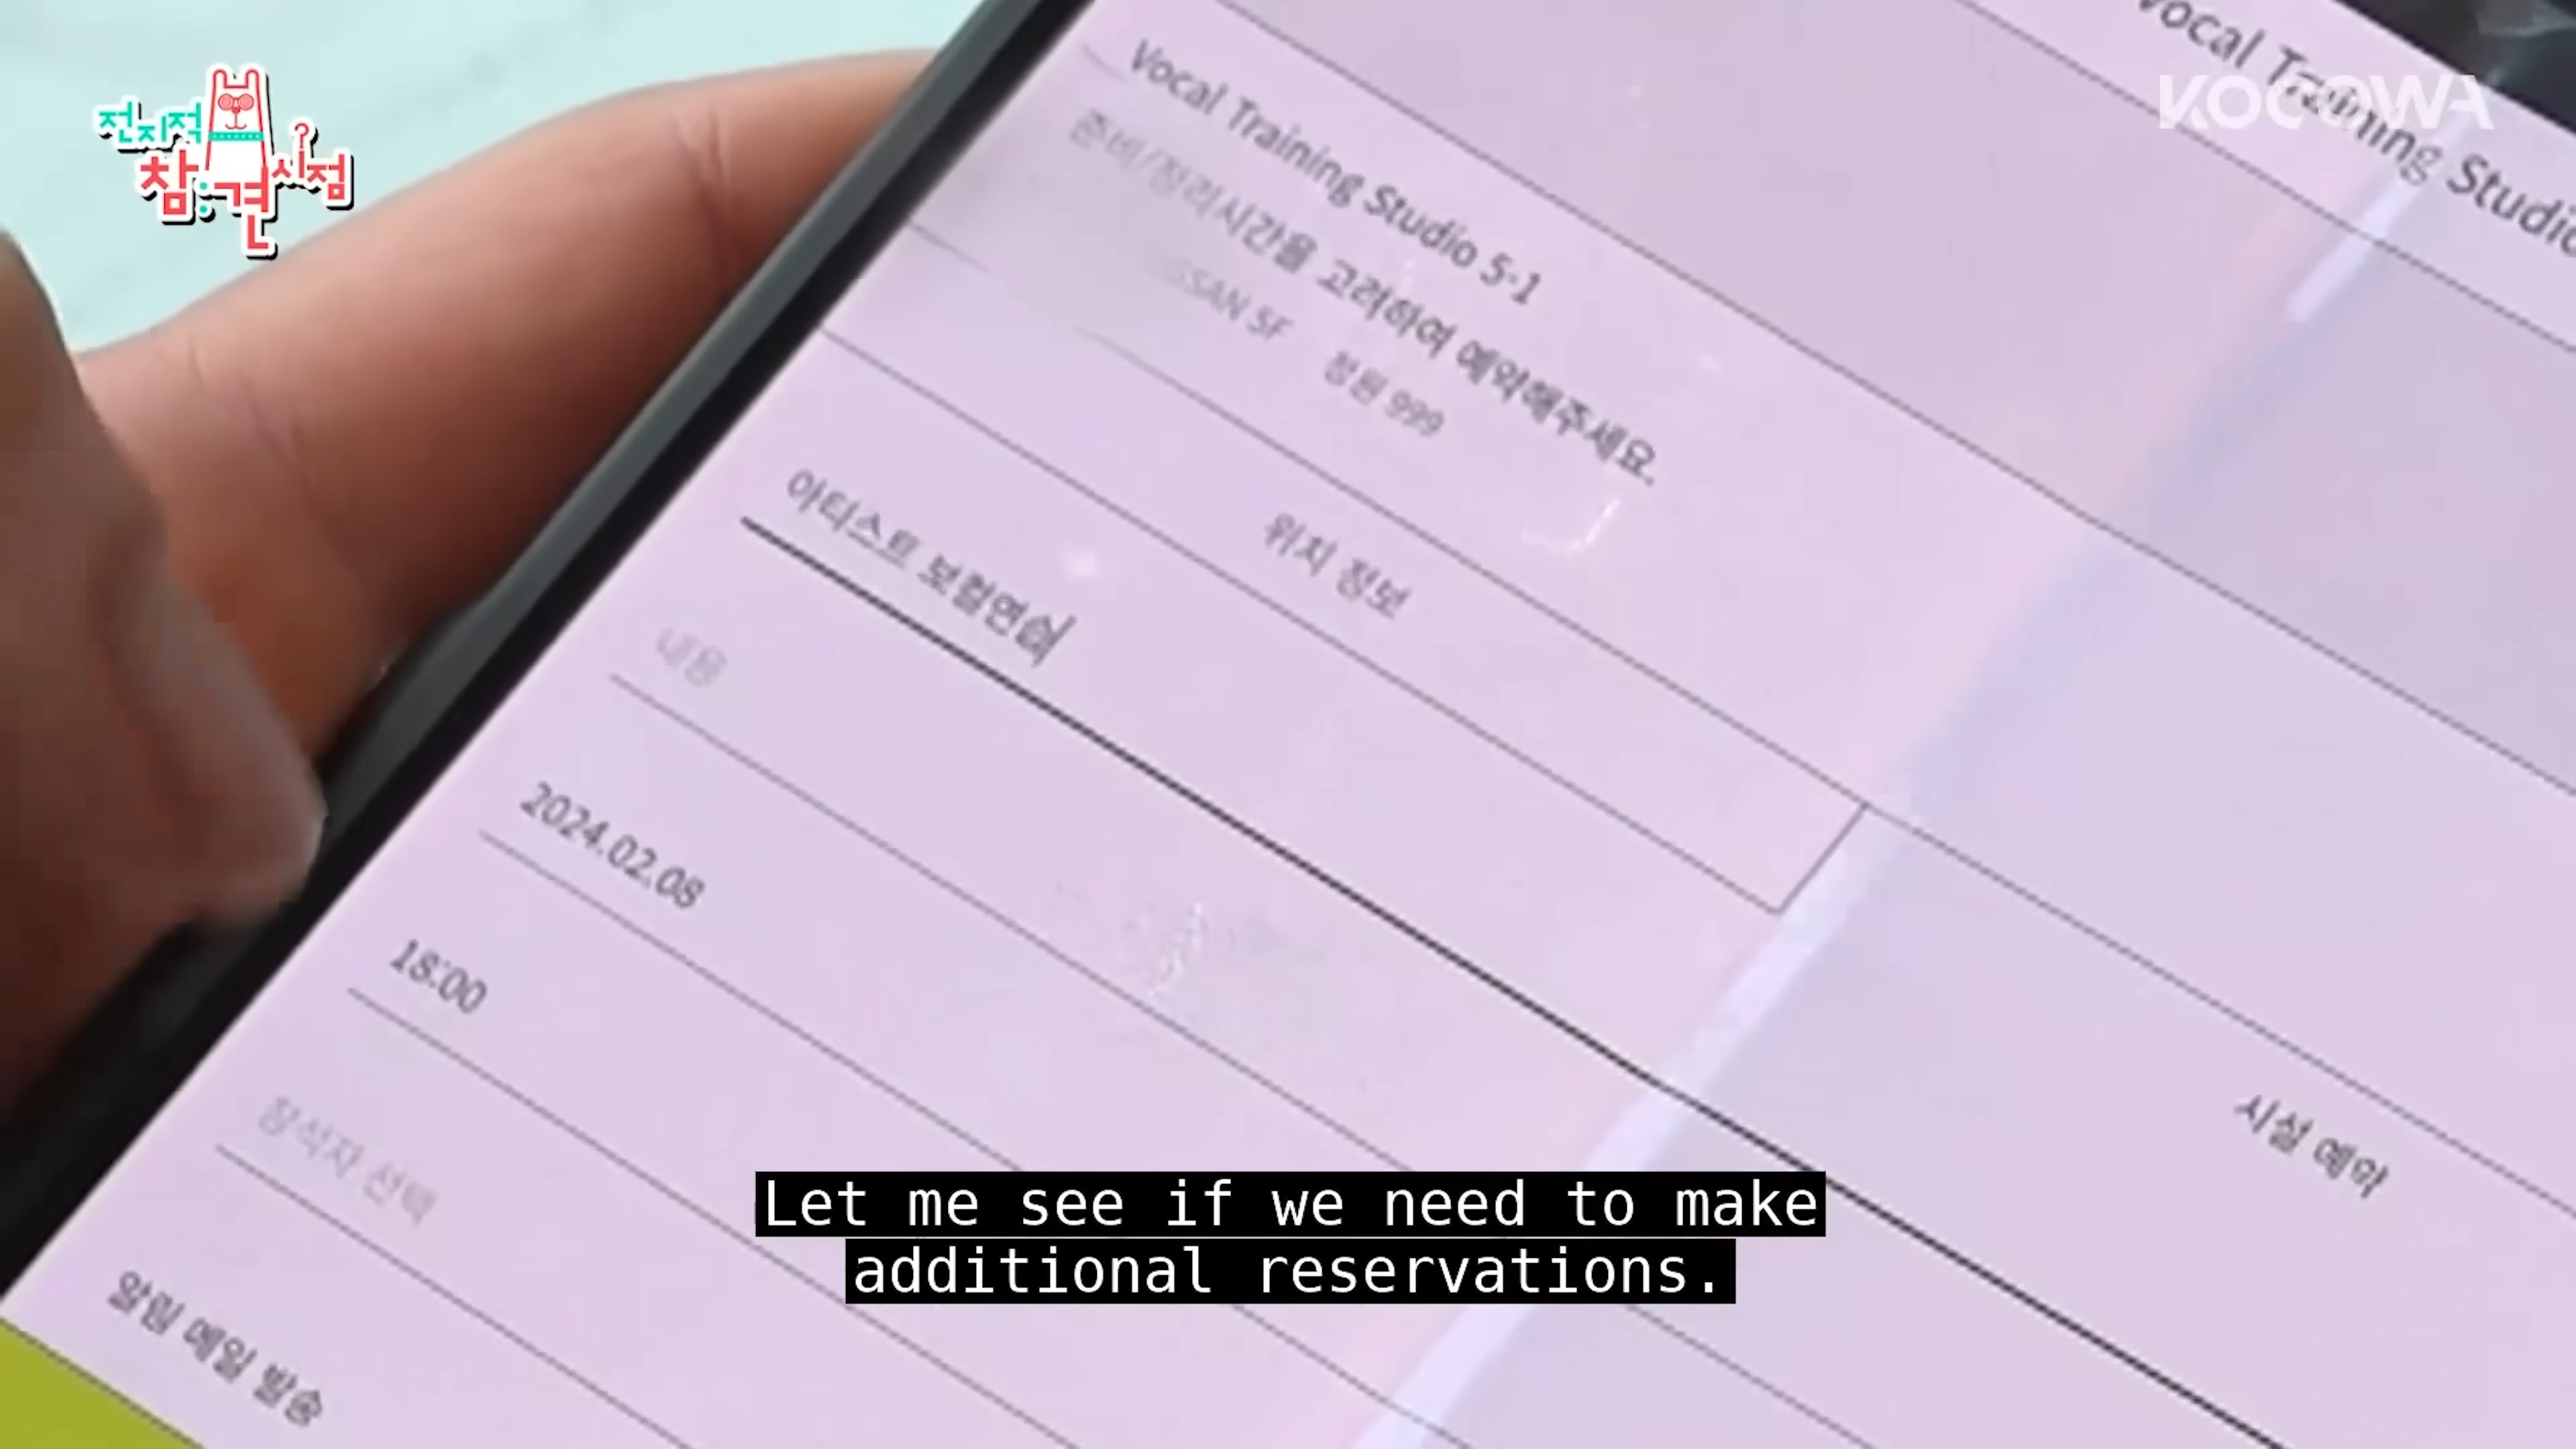 전지적
참견 시점
KOCOWA
Vocal Training Studio
Vocal Training Studio 5-1
준비/정리시간을 고려하여 예약해주세요.
5F 정원 999
위치 정보
아티스트 보컬연습
내용
2024.02.08
18:00
참석자 선택
알림 메일 발송
시설 예약
Let me see if we need to make
additional reservations.